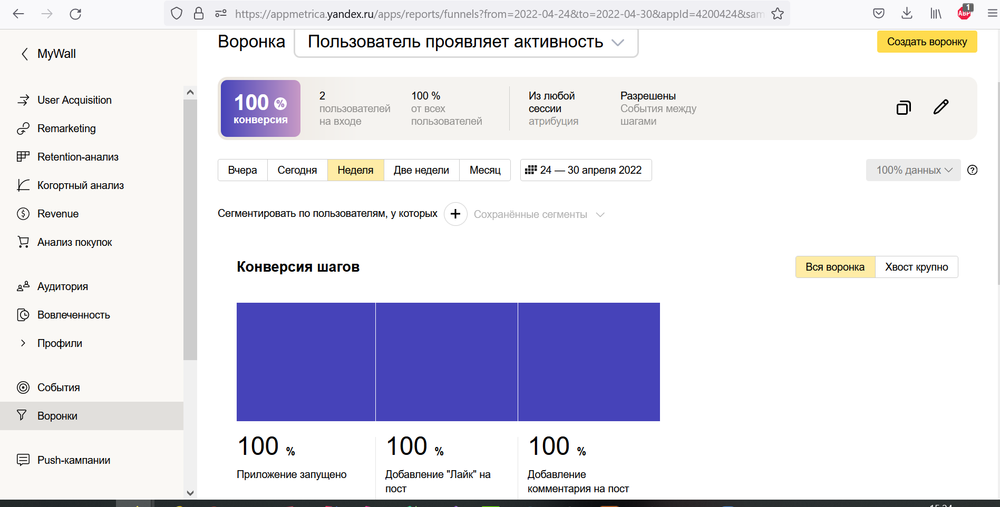 https://appmetrica.yandex.ru/apps/reports/funnels?from=2022-04-24&to=2022-04-30&appId=4200424&sam
ABP
1
MyWall
User Acquisition
Remarketing
Retention-анализ
Когортный анализ
Revenue
Анализ покупок
Аудитория
Вовлеченность
Профили
События
Воронки
Push-кампании
Воронка
Пользователь проявляет активность
Создать воронку
100 %
конверсия
2
пользователей
на входе
100 %
от всех
пользователей
Из любой
сессии
атрибуция
Разрешены
События между
шагами
Вчера
Сегодня
Неделя
Две недели
Месяц
24 — 30 апреля 2022
100% данных
?
Сегментировать по пользователям, у которых
+
Сохранённые сегменты
Конверсия шагов
Вся воронка
Хвост крупно
100 %
Приложение запущено
100 %
Добавление "Лайк" на
пост
100 %
Добавление
комментария на пост